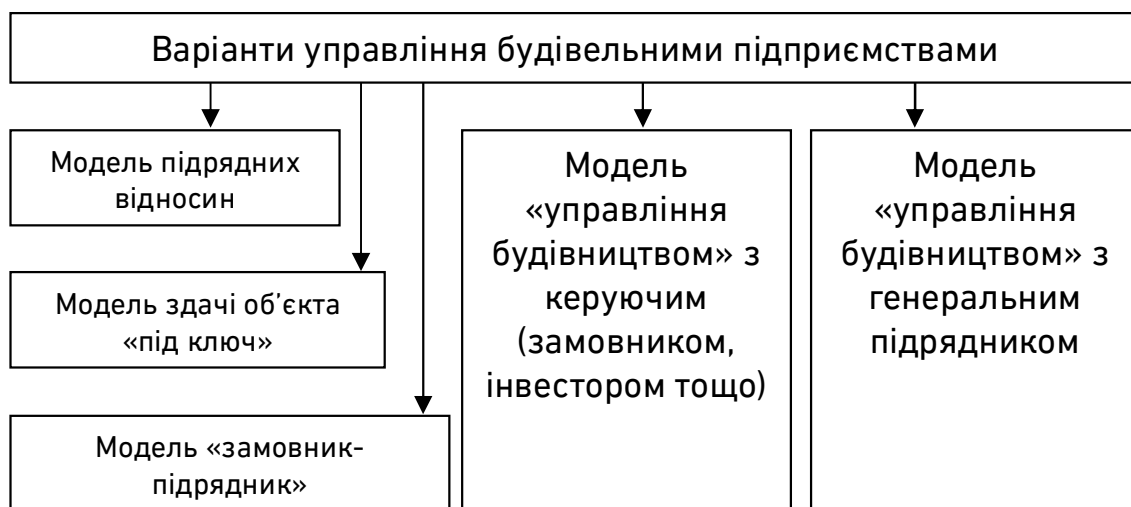 Варіанти управління будівельними підприємствами
Модель підрядних
відносин
Модель здачі об’єкта
«під ключ»
Модель «замовник-
підрядник»
Модель
«управління
будівництвом» з
керуючим
(замовником,
інвестором тощо)
Модель
«управління
будівництвом» з
генеральним
підрядником